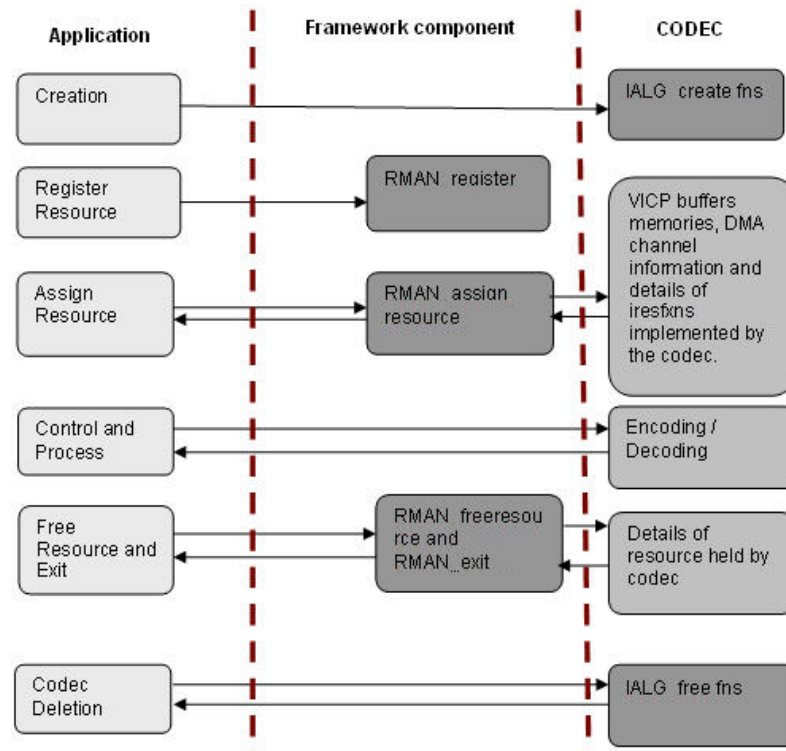 Application
Framework component
CODEC
Creation
IALG create fns
Register
Resource
RMAN register
VICP buffers
memories, DMA
channel
information and
details of
iresfxns
implemented by
the codec.
Assign
Resource
RMAN assign
resource
Control and
Process
Encoding /
Decoding
Free
Resource and
Exit
RMAN freeresou
rce and
RMAN_exit
Details of
resource held by
codec
Codec
Deletion
IALG free fns